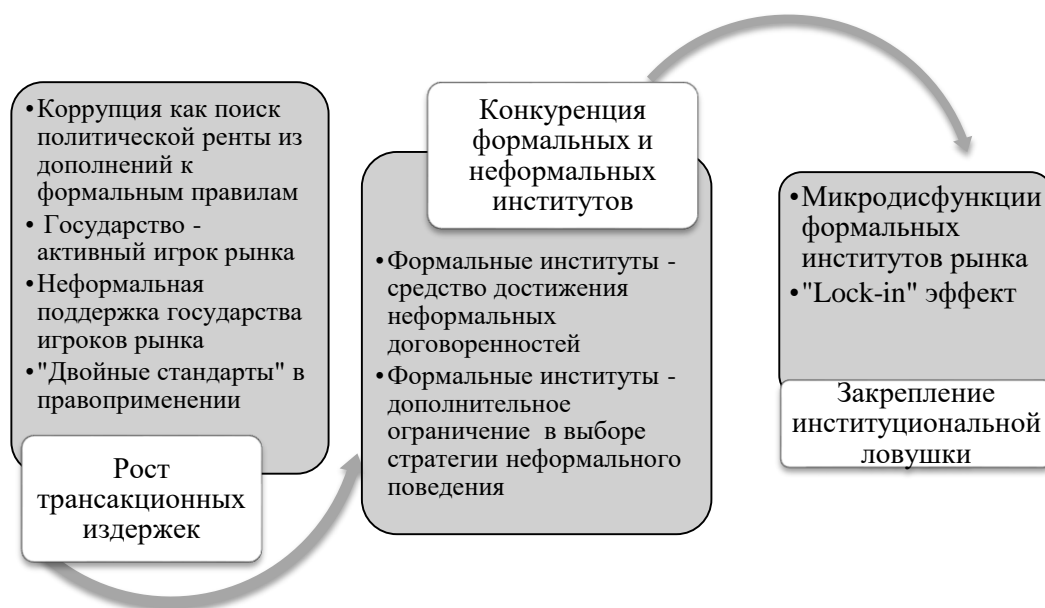 •Коррупция как поиск
политической ренты из
дополнений к
формальным правилам
• Государство -
активный игрок рынка
•Неформальная
поддержка государства
игроков рынка
•"Двойные стандарты" в
правоприменении
Рост
трансакционных
издержек
Конкуренция
формальных и
неформальных
институтов
•Формальные институты -
средство достижения
неформальных
договоренностей
•Формальные институты -
дополнительное
ограничение в выборе
стратегии неформального
поведения
•Микродисфункции
формальных
институтов рынка
•"Lock-in" эффект
Закрепление
институциональной
ловушки